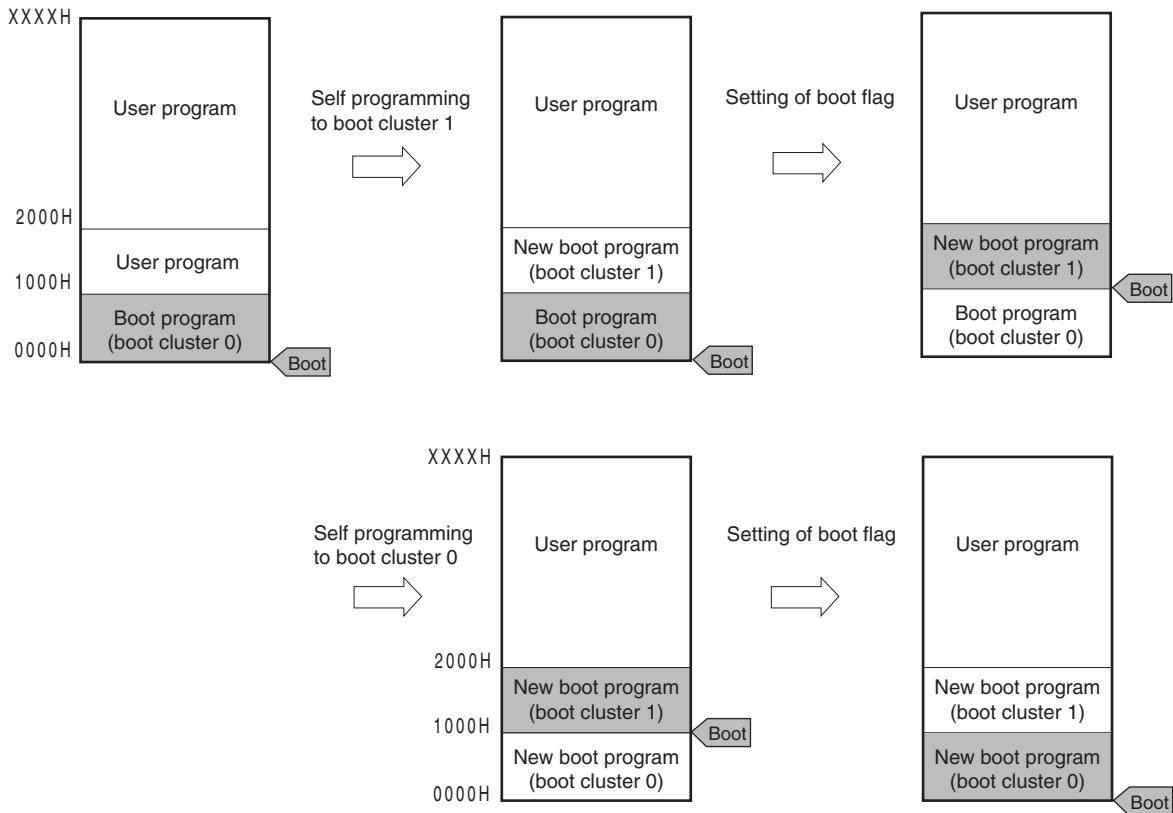 XXXXH
User program
2000H
User program
1000H
Boot program
(boot cluster 0)
0000H
Boot
Self programming
to boot cluster 1
User program
New boot program
(boot cluster 1)
Boot program
(boot cluster 0)
Boot
Setting of boot flag
User program
New boot program
(boot cluster 1)
Boot
Boot program
(boot cluster 0)
Self programming
to boot cluster 0
XXXXH
User program
2000H
New boot program
(boot cluster 1)
1000H
Boot
New boot program
(boot cluster 0)
0000H
Setting of boot flag
User program
New boot program
(boot cluster 1)
New boot program
(boot cluster 0)
Boot